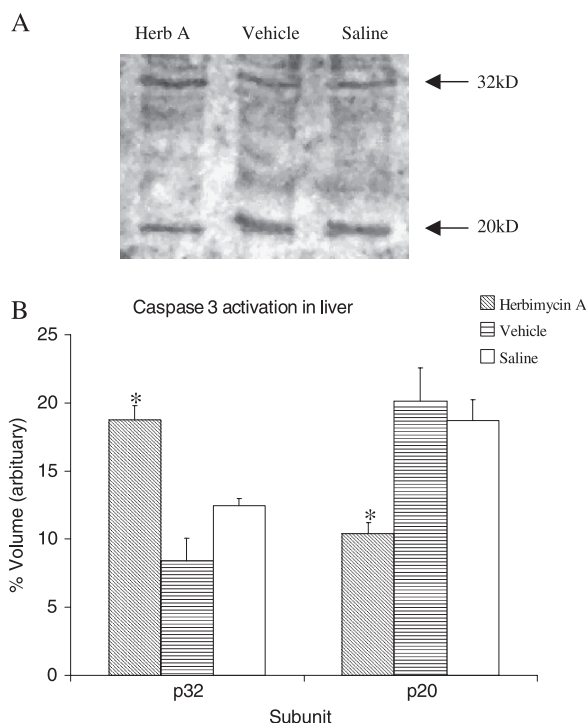 A
Herb A Vehicle Saline
32kD
20kD
B
Caspase 3 activation in liver
Herbimycin A
Vehicle
Saline
% Volume (arbituary)
25
20
15
10
5
0
*
*
p32 p20
Subunit